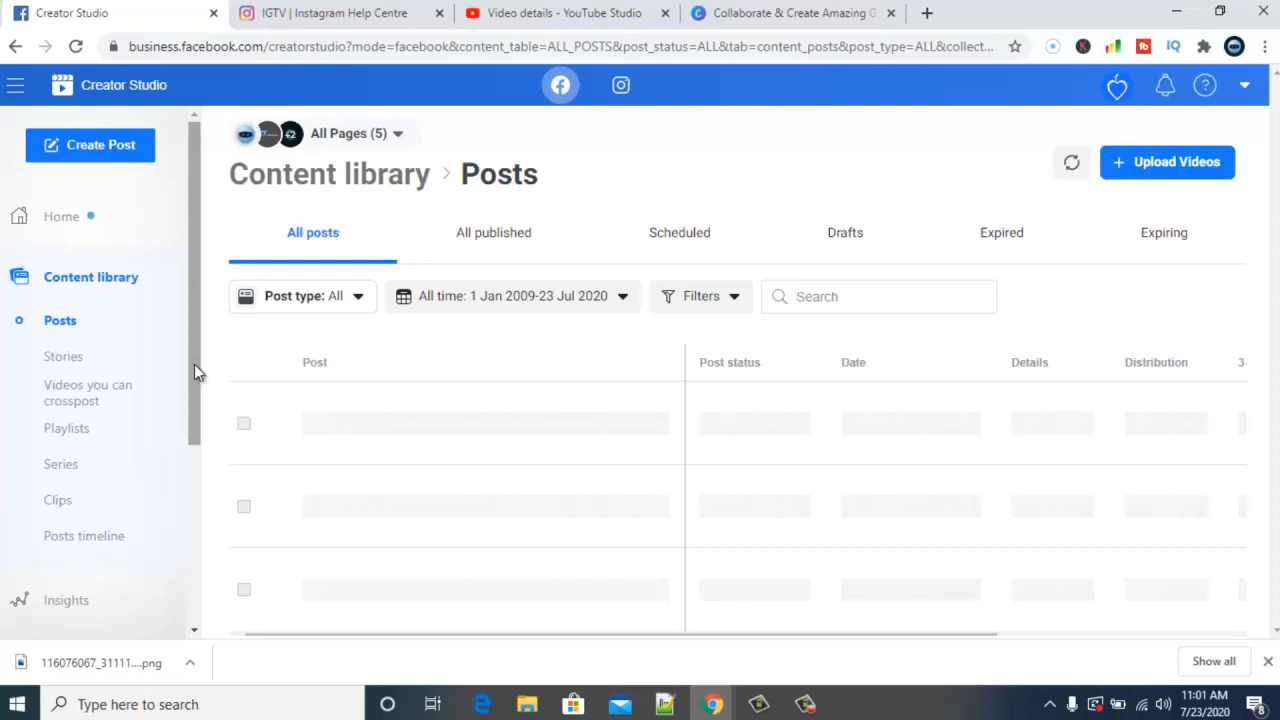 Creator Studio
IGTV | Instagram Help Centre
Video details - YouTube Studio
Collaborate & Create Amazing G
business.facebook.com/creatorstudio?mode=facebook&content_table=ALL_POSTS&post_status=ALL&tab=content_posts&post_type=ALL&collect...
K
IQ
Creator Studio
Create Post
All Pages (5)
+2
Content library > Posts
Upload Videos
Home
All posts
All published
Scheduled
Drafts
Expired
Expiring
Content library
Post type: All
All time: 1 Jan 2009-23 Jul 2020
Filters
Search
Posts
Stories
Videos you can
crosspost
Playlists
Series
Clips
Posts timeline
Insights
Post
Post status
Date
Details
Distribution
3-
116076067_31111....png
Show all
Type here to search
11:01 AM
7/23/2020
8